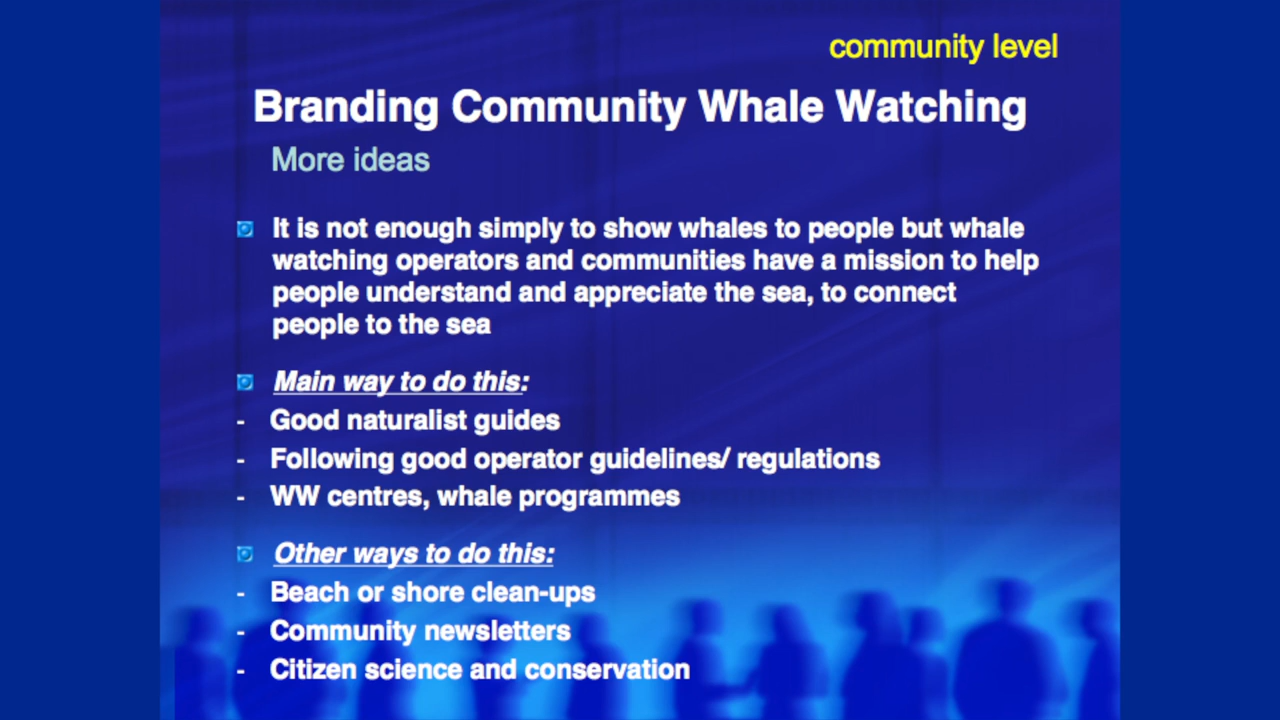 community level
Branding Community Whale Watching
More ideas
It is not enough simply to show whales to people but whale
watching operators and communities have a mission to help
people understand and appreciate the sea, to connect
people to the sea
Main way to do this:
- Good naturalist guides
- Following good operator guidelines/ regulations
- WW centres, whale programmes
Other ways to do this:
- Beach or shore clean-ups
- Community newsletters
- Citizen science and conservation